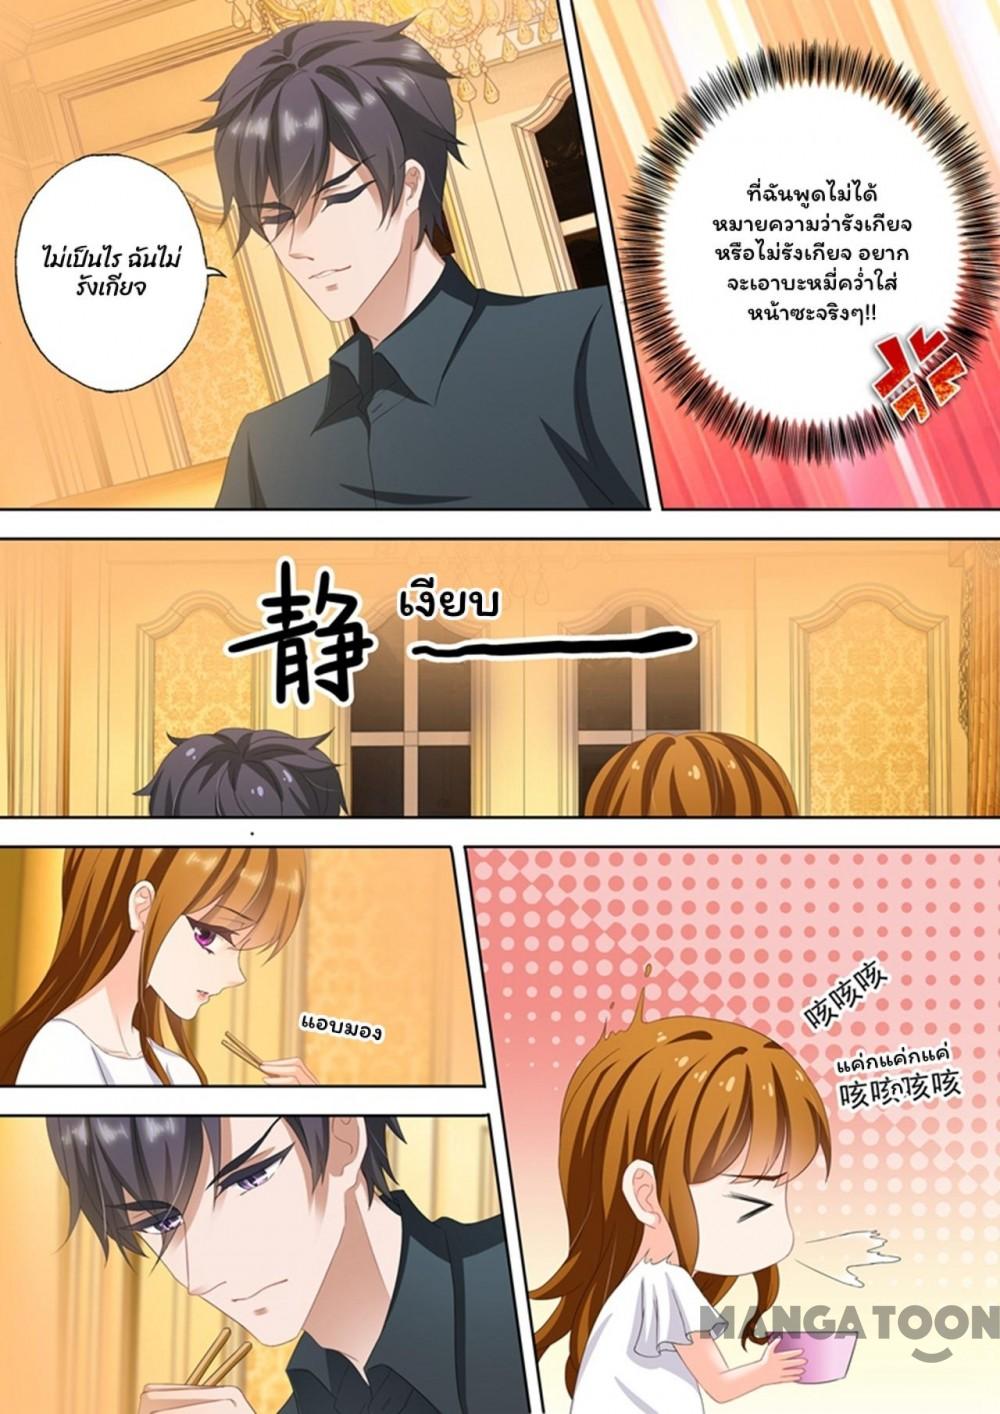 ไม่เป็นไร ฉันไม่
รังเกียจ
ที่ฉันพูดไม่ได้
หมายความว่ารังเกียจ
หรือไม่รังเกียจ อยาก
จะเอาบะหมี่คว่ำใส่
หน้าซะจริงๆ!!
静
เงียบ
แอบมอง
咳咳咳
แค่กแค่กแค่
ก
咳咳咳咳
MANGATOON